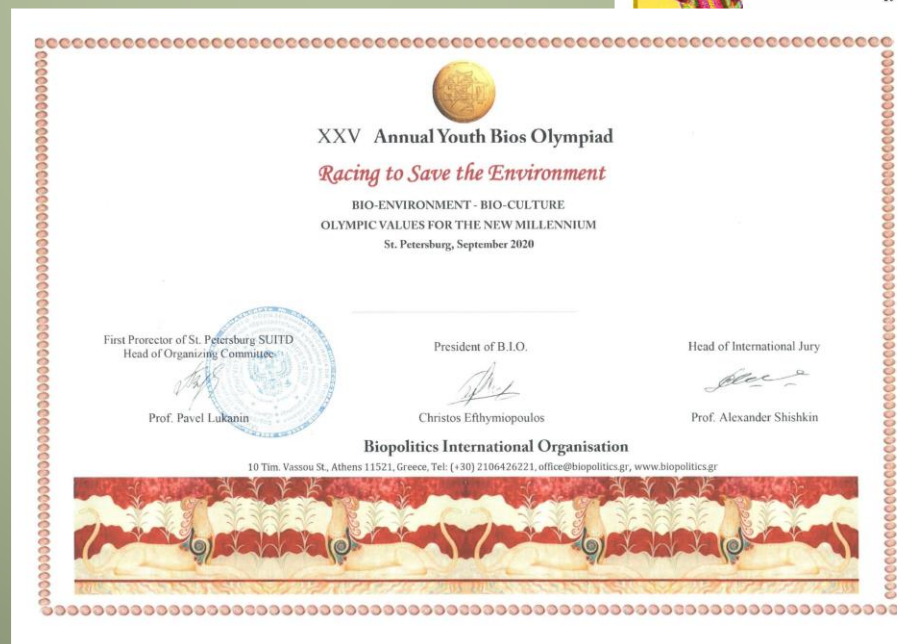 XXV Annual Youth Bios Olympiad
Racing to Save the Environment
BIO-ENVIRONMENT - BIO-CULTURE
OLYMPIC VALUES FOR THE NEW MILLENNIUM
St. Petersburg, September 2020
First Prorector of St. Petersburg SUITD
Head of Organizing Committee
Prof. Pavel Lukanin
President of B.I.O.
Christos Efthymiopoulos
Head of International Jury
Prof. Alexander Shishkin
Biopolitics International Organisation
10 Tim. Vassou St., Athens 11521, Greece, Tel: (+30) 2106426221, office@biopolitics.gr, www.biopolitics.gr